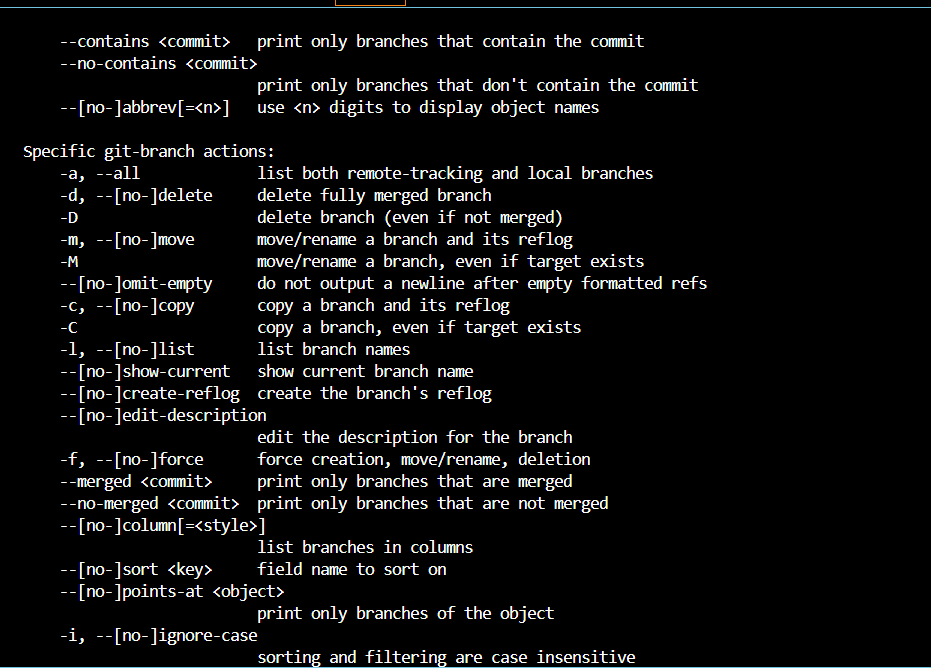 --contains <commit>   print only branches that contain the commit
--no-contains <commit>
print only branches that don't contain the commit
--[no-]abbrev[=<n>]   use <n> digits to display object names
Specific git-branch actions:
-a, --all             list both remote-tracking and local branches
-d, --[no-]delete     delete fully merged branch
-D                    delete branch (even if not merged)
-m, --[no-]move       move/rename a branch and its reflog
-M                    move/rename a branch, even if target exists
--[no-]omit-empty     do not output a newline after empty formatted refs
-c, --[no-]copy       copy a branch and its reflog
-C                    copy a branch, even if target exists
-l, --[no-]list       list branch names
--[no-]show-current   show current branch name
--[no-]create-reflog  create the branch's reflog
--[no-]edit-description
edit the description for the branch
-f, --[no-]force      force creation, move/rename, deletion
--merged <commit>     print only branches that are merged
--no-merged <commit>  print only branches that are not merged
--[no-]column[=<style>]
list branches in columns
--[no-]sort <key>     field name to sort on
--[no-]points-at <object>
print only branches of the object
-i, --[no-]ignore-case
sorting and filtering are case insensitive